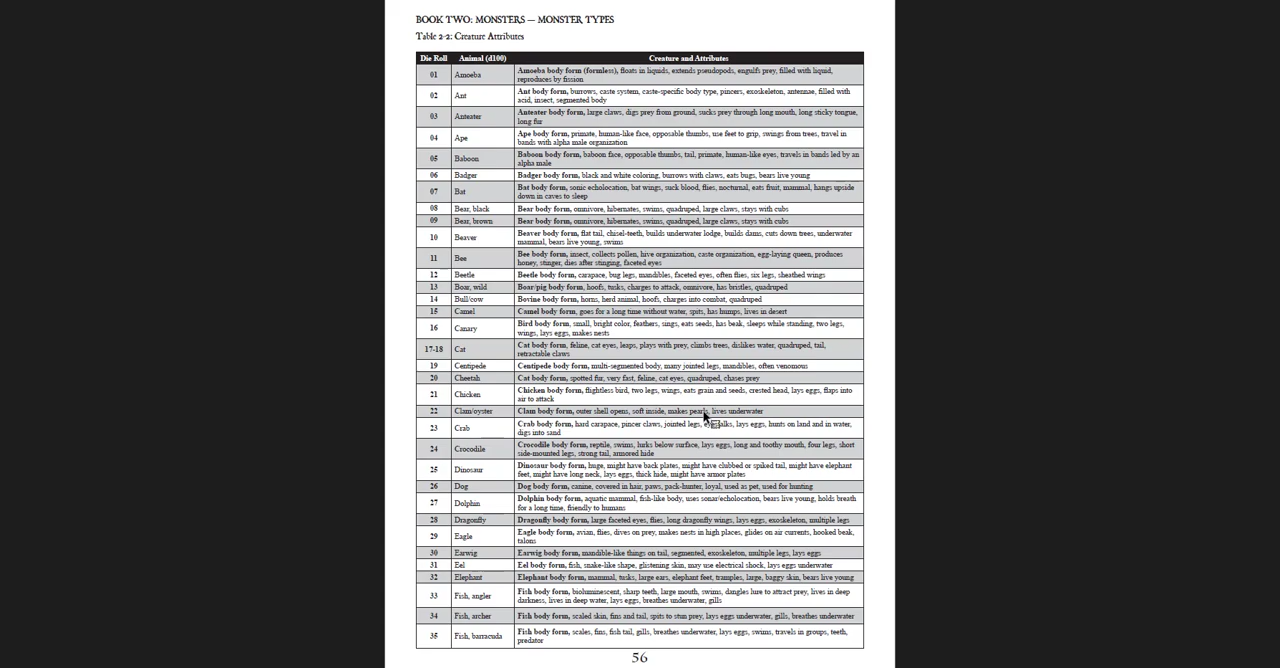 BOOK TWO: MONSTERS — MONSTER TYPES
Table 2-2: Creature Attributes
Die Roll Animal (d100) Creature and Attributes
01 Amoeba Amoeba body form (formless), floats in liquids, extends pseudopods, engulfs prey, filled with liquid,
reproduces by fission
02 Ant Ant body form, burrows, caste system, caste-specific body type, pincers, exoskeleton, antennae, filled with
acid, insect, segmented body
03 Anteater Anteater body form, large claws, digs prey from ground, sucks prey through long mouth, long sticky tongue,
long fur
04 Ape Ape body form, primate, human-like face, opposable thumbs, use feet to grip, swings from trees, travel in
bands with alpha male organization
05 Baboon Baboon body form, baboon face, opposable thumbs, tail, primate, human-like eyes, travels in bands led by an
alpha male
06 Badger Badger body form, black and white coloring, burrows with claws, eats bugs, bears live young
07 Bat Bat body form, sonic echolocation, bat wings, suck blood, flies, nocturnal, eats fruit, mammal, hangs upside
down in caves to sleep
08 Bear, black Bear body form, omnivore, hibernates, swims, quadruped, large claws, stays with cubs
09 Bear, brown Bear body form, omnivore, hibernates, swims, quadruped, large claws, stays with cubs
10 Beaver Beaver body form, flat tail, chisel-teeth, builds underwater lodge, builds dams, cuts down trees, underwater
mammal, bears live young, swims
11 Bee Bee body form, insect, collects pollen, hive organization, caste organization, egg-laying queen, produces
honey, stinger, dies after stinging, faceted eyes
12 Beetle Beetle body form, carapace, bug legs, mandibles, faceted eyes, often flies, six legs, sheathed wings
13 Boar, wild Boar/pig body form, hoofs, tusks, charges to attack, omnivore, has bristles, quadruped
14 Bull/cow Bovine body form, horns, herd animal, hoofs, charges into combat, quadruped
15 Camel Camel body form, goes for a long time without water, spits, has humps, lives in desert
16 Canary Bird body form, small, bright color, feathers, sings, eats seeds, has beak, sleeps while standing, two legs,
wings, lays eggs, makes nests
17-18 Cat Cat body form, feline, cat eyes, leaps, plays with prey, climbs trees, dislikes water, quadruped, tail,
retractable claws
19 Centipede Centipede body form, multi-segmented body, many jointed legs, mandibles, often venomous
20 Cheetah Cat body form, spotted fur, very fast, feline, cat eyes, quadruped, chases prey
21 Chicken Chicken body form, flightless bird, two legs, wings, eats grain and seeds, crested head, lays eggs, flaps into
air to attack
22 Clam/oyster Clam body form, outer shell opens, soft inside, makes pearls, lives underwater
23 Crab Crab body form, hard carapace, pincer claws, jointed legs, eyestalks, lays eggs, hunts on land and in water,
digs into sand
24 Crocodile Crocodile body form, reptile, swims, lurks below surface, lays eggs, long and toothy mouth, four legs, short
side-mounted legs, strong tail, armored hide
25 Dinosaur Dinosaur body form, huge, might have back plates, might have clubbed or spiked tail, might have elephant
feet, might have long neck, lays eggs, thick hide, might have armor plates
26 Dog Dog body form, canine, covered in hair, paws, pack-hunter, loyal, used as pet, used for hunting
27 Dolphin Dolphin body form, aquatic mammal, fish-like body, uses sonar/echolocation, bears live young, holds breath
for a long time, friendly to humans
28 Dragonfly Dragonfly body form, large faceted eyes, flies, long dragonfly wings, lays eggs, exoskeleton, multiple legs
29 Eagle Eagle body form, avian, flies, dives on prey, makes nests in high places, glides on air currents, hooked beak,
talons
30 Earwig Earwig body form, mandible-like things on tail, segmented, exoskeleton, multiple legs, lays eggs
31 Eel Eel body form, fish, snake-like shape, glistening skin, may use electrical shock, lays eggs underwater
32 Elephant Elephant body form, mammal, tusks, large ears, elephant feet, tramples, large, baggy skin, bears live young
33 Fish, angler Fish body form, bioluminescent, sharp teeth, large mouth, swims, dangles lure to attract prey, lives in deep
darkness, lives in deep water, lays eggs, breathes underwater, gills
34 Fish, archer Fish body form, scaled skin, fins and tail, spits to stun prey, lays eggs underwater, gills, breathes underwater
35 Fish, barracuda Fish body form, scales, fins, fish tail, gills, breathes underwater, lays eggs, swims, travels in groups, teeth,
predator
56